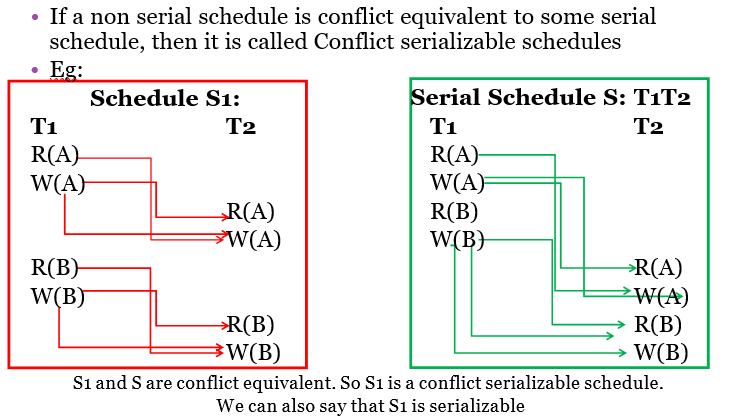 • If a non serial schedule is conflict equivalent to some serial
schedule, then it is called Conflict serializable schedules
• Eg:
Schedule S1:
T1 T2
R(A)
W(A)
R(A)
W(A)
R(B)
W(B)
R(B)
W(B)
Serial Schedule S: T1T2
T1 T2
R(A)
W(A)
R(B)
W(B)
R(A)
W(A)
R(B)
W(B)
S1 and S are conflict equivalent. So S1 is a conflict serializable schedule.
We can also say that S1 is serializable